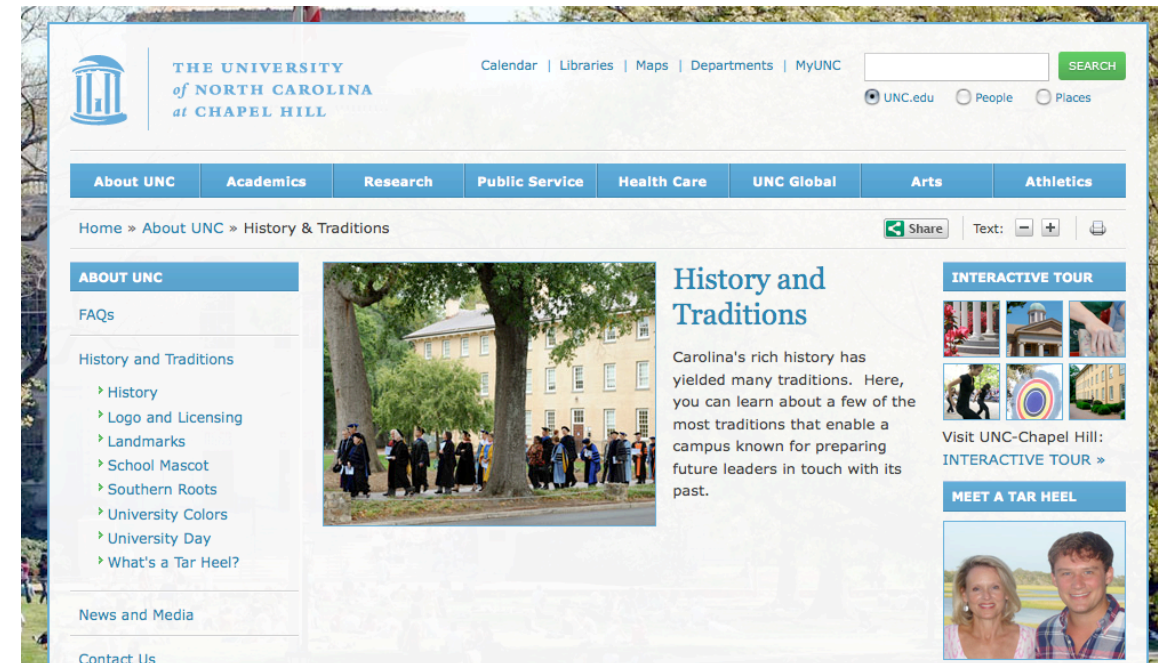 THE UNIVERSITY
of NORTH CAROLINA
at CHAPEL HILL
Calendar | Libraries | Maps | Departments | MyUNC
SEARCH
UNC.edu People Places
About UNC Academics Research Public Service Health Care UNC Global Arts Athletics
Home » About UNC » History & Traditions
Share Text: - +
ABOUT UNC
FAQs
History and Traditions
History
Logo and Licensing
Landmarks
School Mascot
Southern Roots
University Colors
University Day
What's a Tar Heel?
News and Media
Contact Us
History and
Traditions
Carolina's rich history has
yielded many traditions. Here,
you can learn about a few of the
most traditions that enable a
campus known for preparing
future leaders in touch with its
past.
INTERACTIVE TOUR
Visit UNC-Chapel Hill:
INTERACTIVE TOUR »
MEET A TAR HEEL